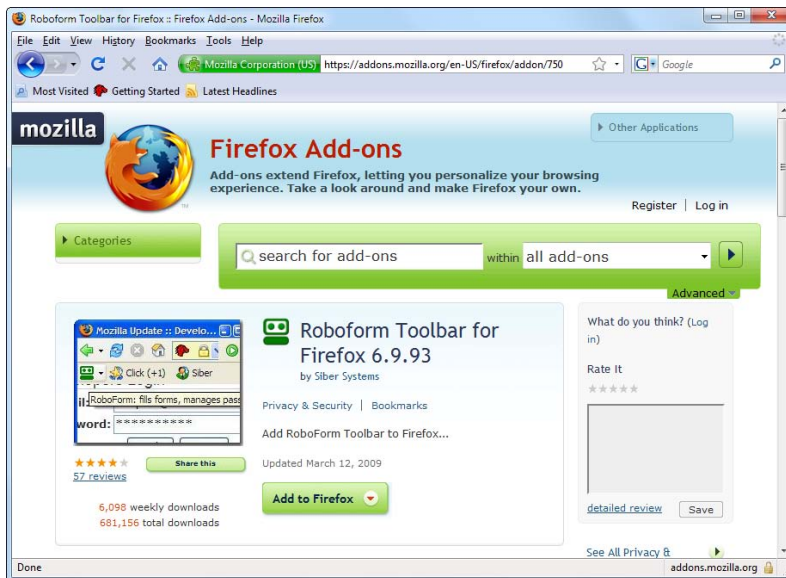 Roboform Toolbar for Firefox :: Firefox Add-ons - Mozilla Firefox
File Edit View History Bookmarks Tools Help
Mozilla Corporation (US) https://addons.mozilla.org/en-US/firefox/addon/750
G Google
Most Visited Getting Started Latest Headlines
mozilla
Other Applications
Firefox Add-ons
Add-ons extend Firefox, letting you personalize your browsing
experience. Take a look around and make Firefox your own.
TM
Register | Log in
Categories
search for add-ons within all add-ons
Advanced
Mozilla Update :: Develo...
Click (+1) Siber
RoboForm: fills forms, manages pass
word: **********
Roboform Toolbar for
Firefox 6.9.93
by Siber Systems
Privacy & Security | Bookmarks
Add RoboForm Toolbar to Firefox...
Updated March 12, 2009
Add to Firefox
Share this
57 reviews
6,098 weekly downloads
681,156 total downloads
What do you think? (Log
in)
Rate It
detailed review Save
See All Privacy &
Done addons.mozilla.org